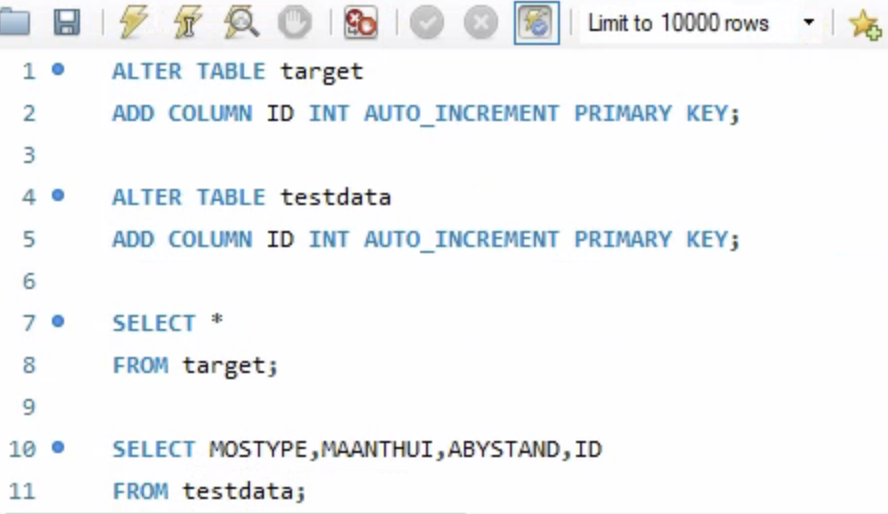 Limit to 10000 rows
1 ALTER TABLE target
2 ADD COLUMN ID INT AUTO_INCREMENT PRIMARY KEY;
3
4 ALTER TABLE testdata
5 ADD COLUMN ID INT AUTO_INCREMENT PRIMARY KEY;
6
7 SELECT *
8 FROM target;
9
10 SELECT MOSTYPE,MAANTHUI,ABYSTAND,ID
11 FROM testdata;